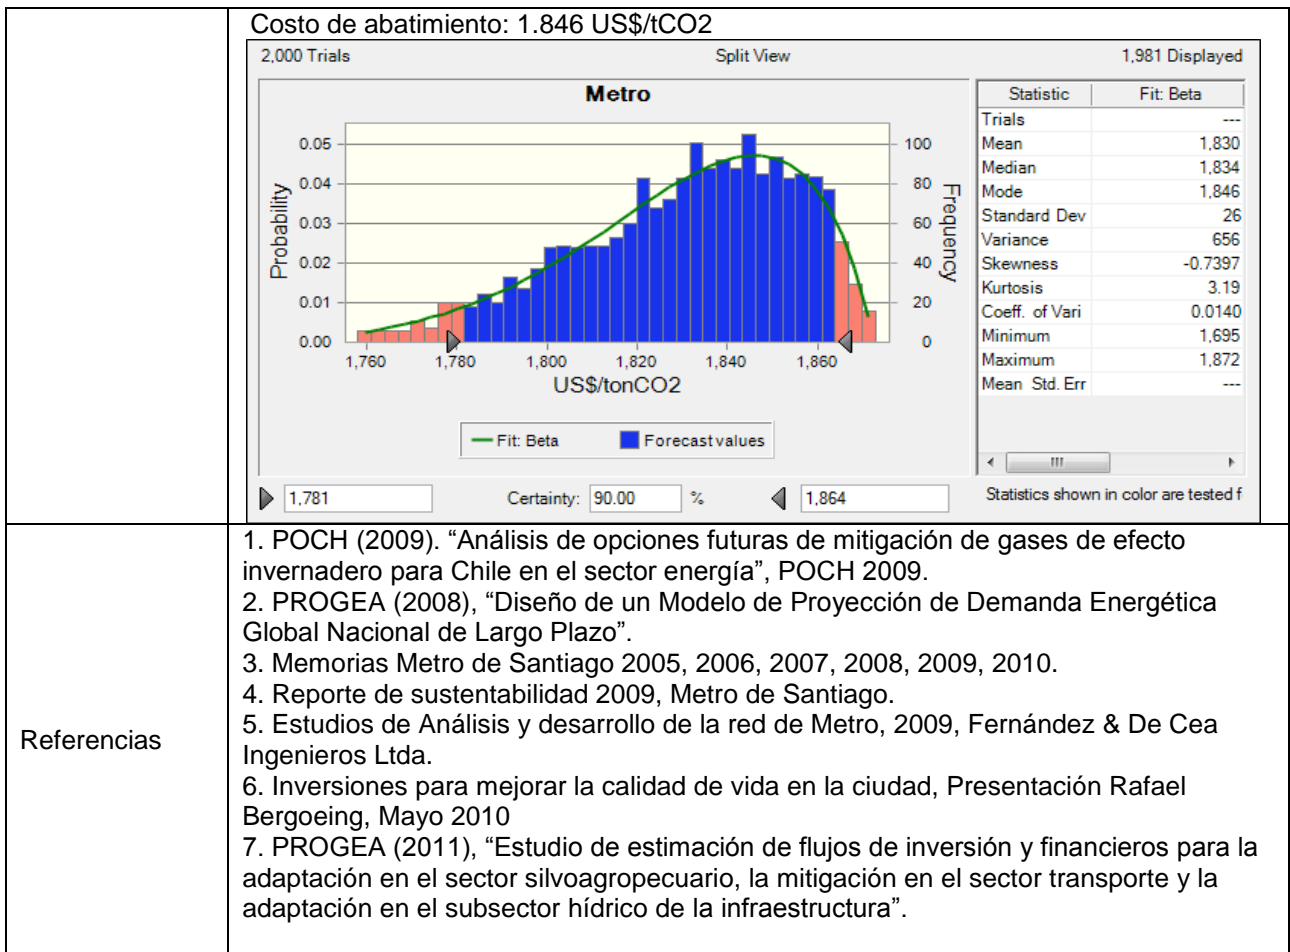 Costo de abatimiento: 1.846 US$/tCO2
2,000 Trials Split View 1,981 Displayed
Metro
0.05
0.04
0.03
0.02
0.01
0.00
Probability
100
80
60
40
20
0
Frequency
1,760 1,780 1,800 1,820 1,840 1,860
US$/tonCO2
Fit: Beta Forecast values
Statistic Fit: Beta
Trials ---
Mean 1,830
Median 1,834
Mode 1,846
Standard Dev 26
Variance 656
Skewness -0.7397
Kurtosis 3.19
Coeff. of Vari 0.0140
Minimum 1,695
Maximum 1,872
Mean Std. Err ---
1,781 Certainty: 90.00 % 1,864
Statistics shown in color are tested f
Referencias
1. POCH (2009). “Análisis de opciones futuras de mitigación de gases de efecto
invernadero para Chile en el sector energía”, POCH 2009.
2. PROGEA (2008), “Diseño de un Modelo de Proyección de Demanda Energética
Global Nacional de Largo Plazo”.
3. Memorias Metro de Santiago 2005, 2006, 2007, 2008, 2009, 2010.
4. Reporte de sustentabilidad 2009, Metro de Santiago.
5. Estudios de Análisis y desarrollo de la red de Metro, 2009, Fernández & De Cea
Ingenieros Ltda.
6. Inversiones para mejorar la calidad de vida en la ciudad, Presentación Rafael
Bergoeing, Mayo 2010
7. PROGEA (2011), “Estudio de estimación de flujos de inversión y financieros para la
adaptación en el sector silvoagropecuario, la mitigación en el sector transporte y la
adaptación en el subsector hídrico de la infraestructura”.